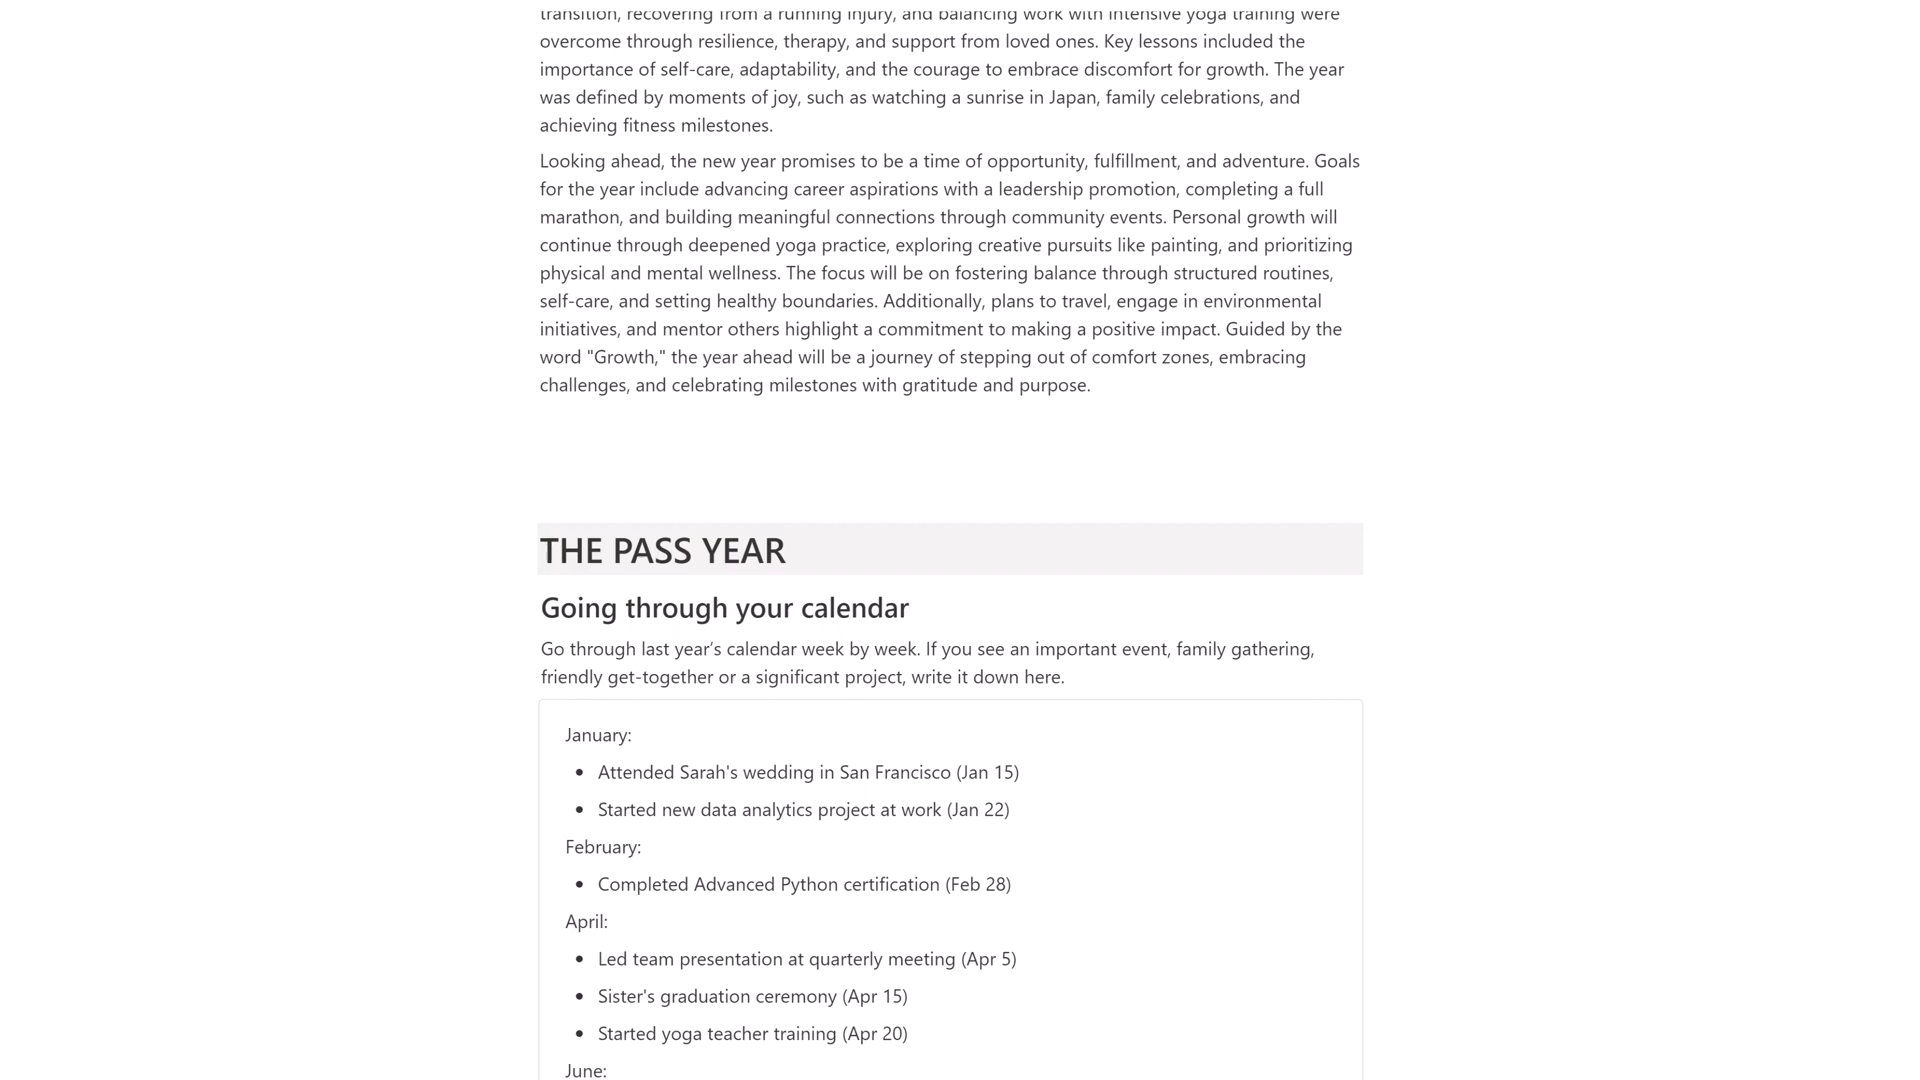 transition, recovering from a running injury, and balancing work with intensive yoga training were
overcome through resilience, therapy, and support from loved ones. Key lessons included the
importance of self-care, adaptability, and the courage to embrace discomfort for growth. The year
was defined by moments of joy, such as watching a sunrise in Japan, family celebrations, and
achieving fitness milestones.
Looking ahead, the new year promises to be a time of opportunity, fulfillment, and adventure. Goals
for the year include advancing career aspirations with a leadership promotion, completing a full
marathon, and building meaningful connections through community events. Personal growth will
continue through deepened yoga practice, exploring creative pursuits like painting, and prioritizing
physical and mental wellness. The focus will be on fostering balance through structured routines,
self-care, and setting healthy boundaries. Additionally, plans to travel, engage in environmental
initiatives, and mentor others highlight a commitment to making a positive impact. Guided by the
word "Growth," the year ahead will be a journey of stepping out of comfort zones, embracing
challenges, and celebrating milestones with gratitude and purpose.
THE PASS YEAR
Going through your calendar
Go through last year’s calendar week by week. If you see an important event, family gathering,
friendly get-together or a significant project, write it down here.
January:
• Attended Sarah's wedding in San Francisco (Jan 15)
• Started new data analytics project at work (Jan 22)
February:
• Completed Advanced Python certification (Feb 28)
April:
• Led team presentation at quarterly meeting (Apr 5)
• Sister's graduation ceremony (Apr 15)
• Started yoga teacher training (Apr 20)
June: